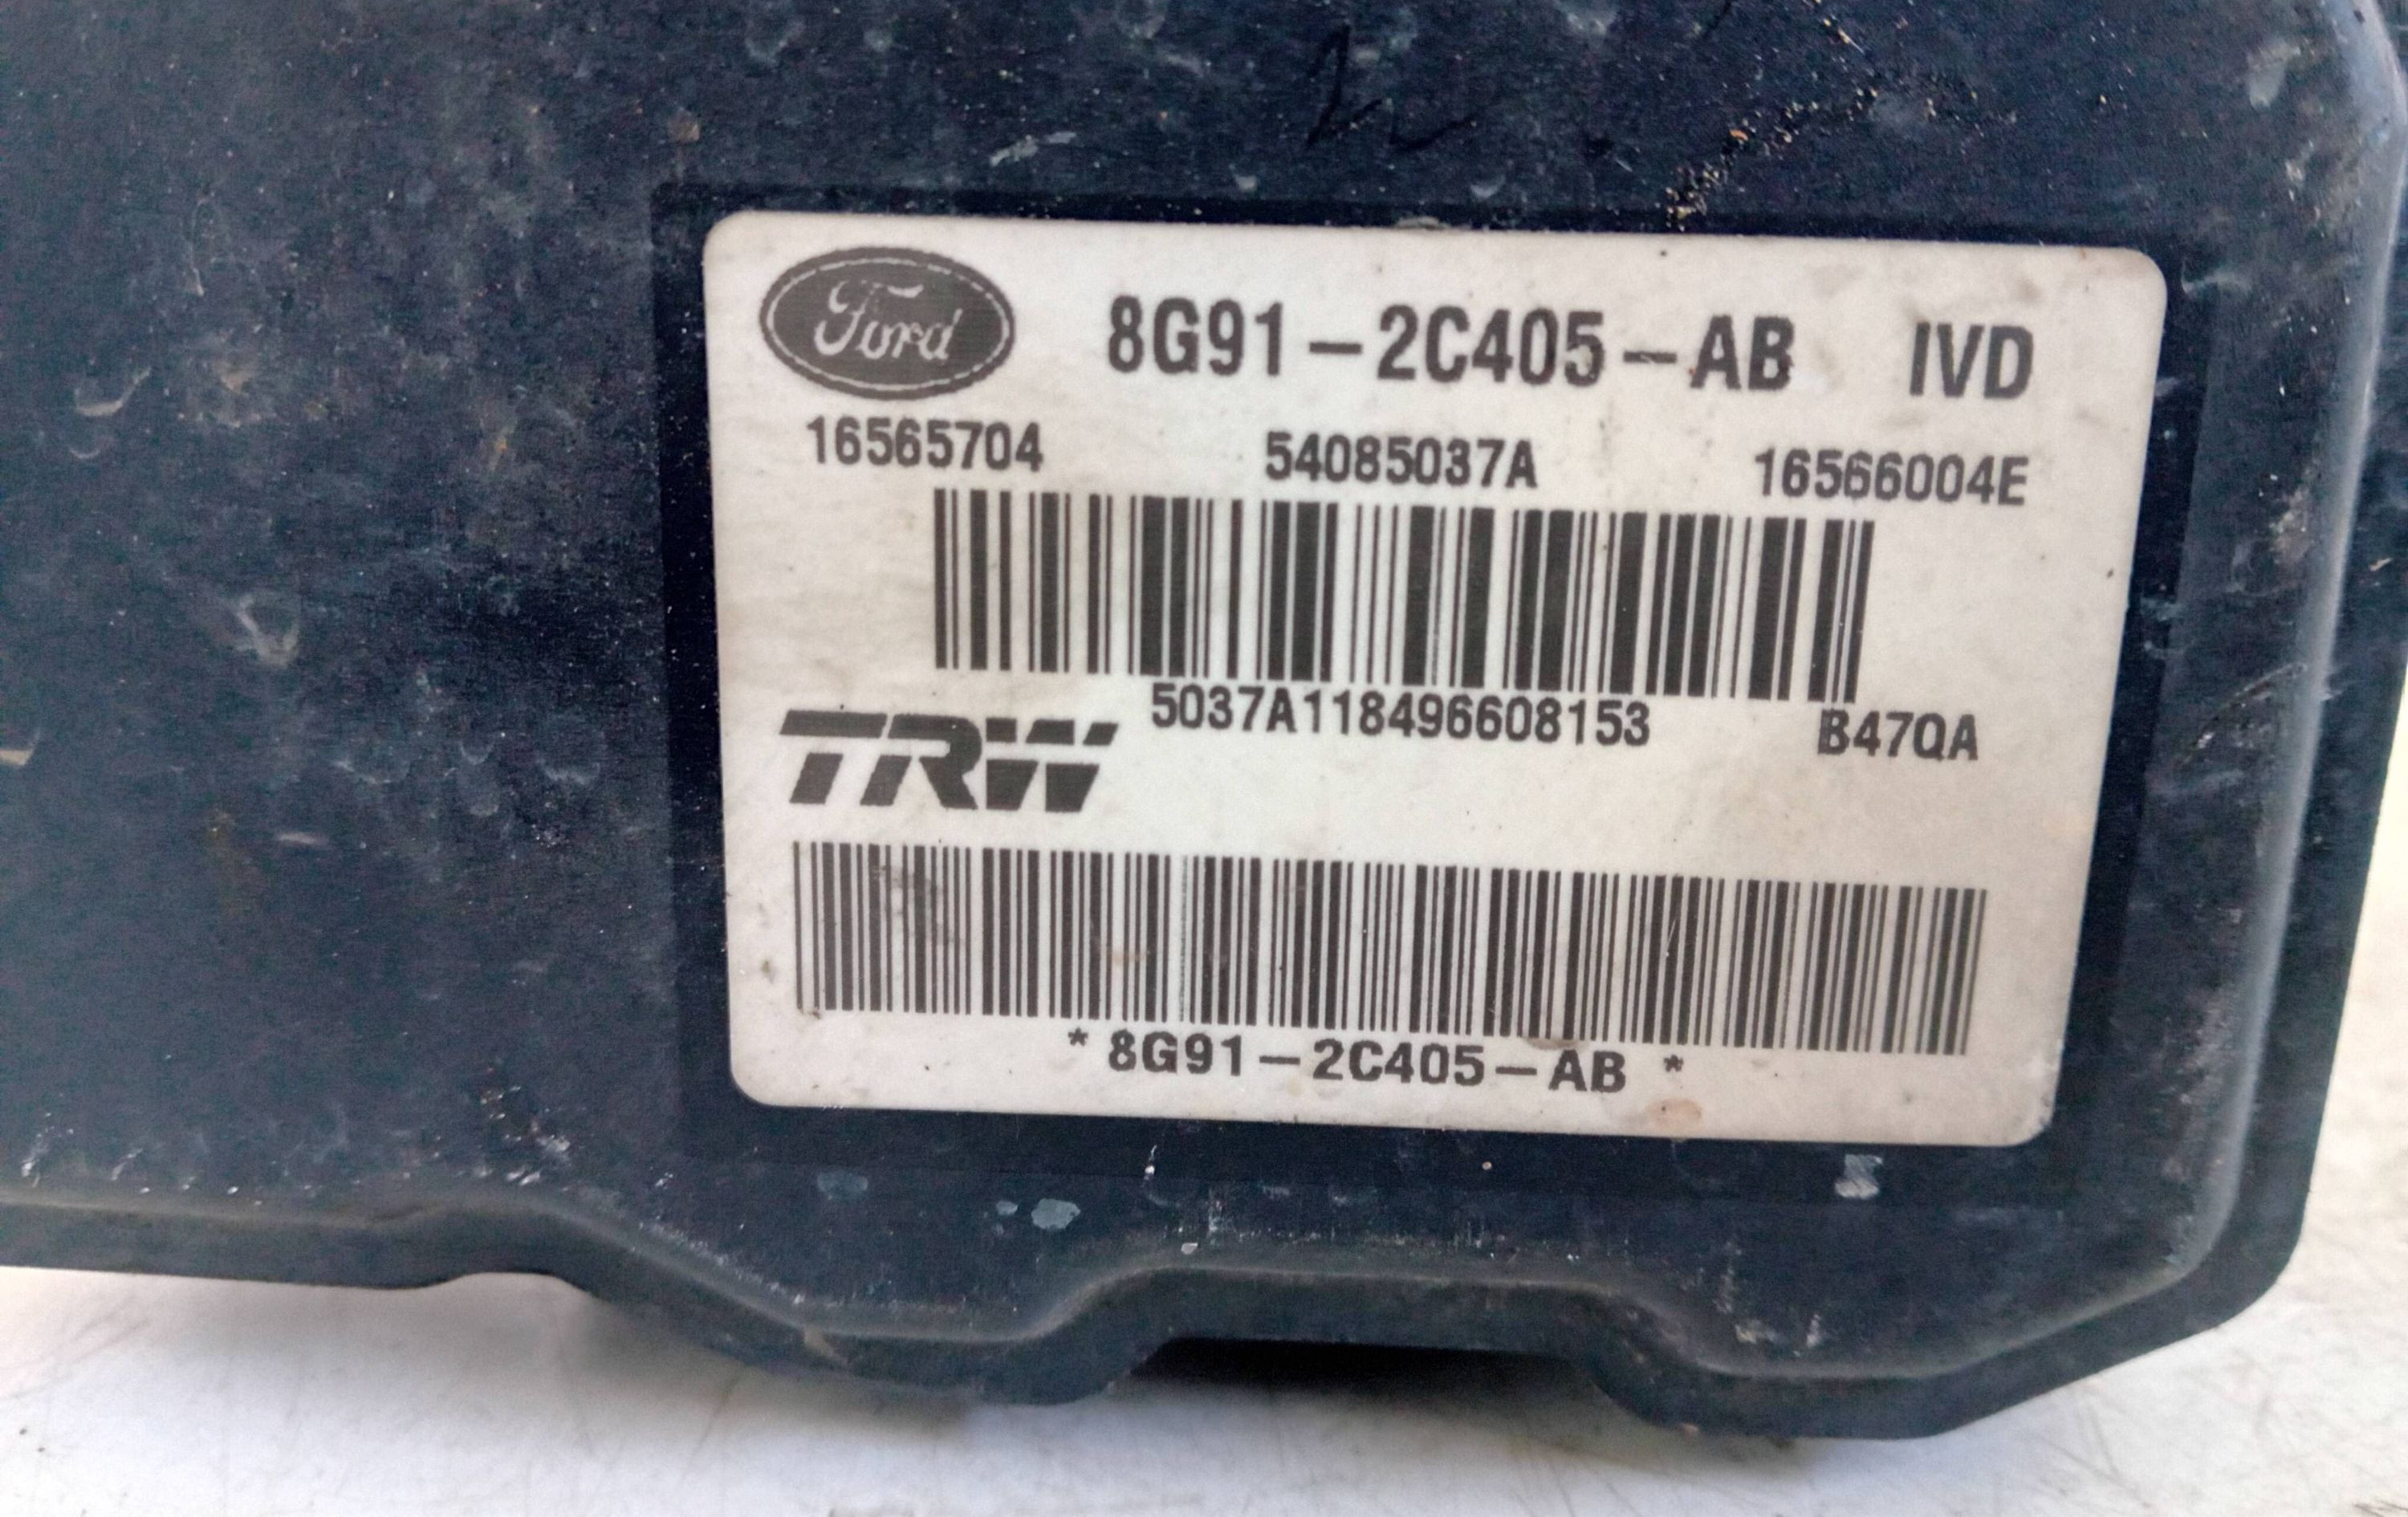 Ford 8G91-2C405-AB IVD
16565704 54085037A 16566004E
5037A118496608153 B47QA
TRW
* 8G91-2C405-AB *